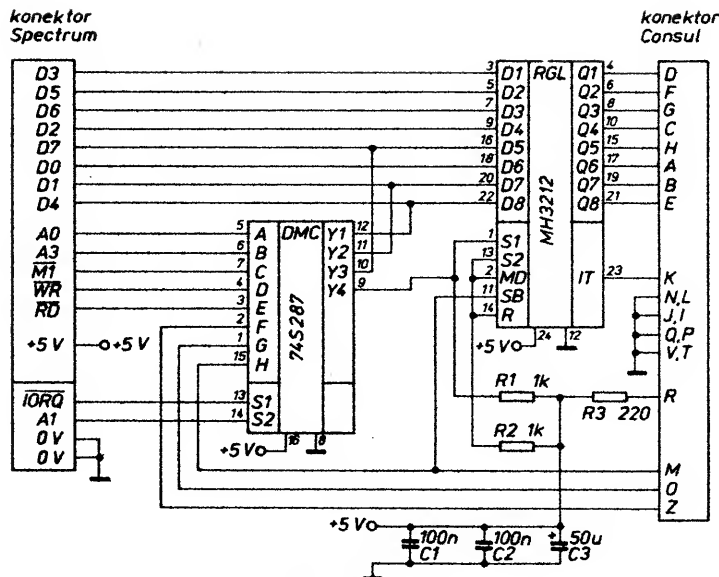 konektor
Spectrum
D3
D5
D6
D2
D7
D0
D1
D4
A0
A3
M1
WR
RD
+5 V
+5 V
IORQ
A1
0 V
0 V
5
6
7
4
3
2
1
15
13
14
A
B
C
D
E
F
G
H
S1
S2
DMC
74S287
Y1
Y2
Y3
Y4
12
11
10
9
+5 V
16
8
3
5
7
9
16
18
20
22
1
13
2
11
14
D1
D2
D3
D4
D5
D6
D7
D8
S1
S2
MD
SB
R
RGL
MH3212
Q1
Q2
Q3
Q4
Q5
Q6
Q7
Q8
IT
4
6
8
10
15
17
19
21
23
+5 V
24
12
R1 1k
R2 1k
R3 220
+5 V
100n
C1
100n
C2
+
50u
C3
konektor
Consul
D
F
G
C
H
A
B
E
K
N,L
J,I
Q,P
V,T
R
M
O
Z